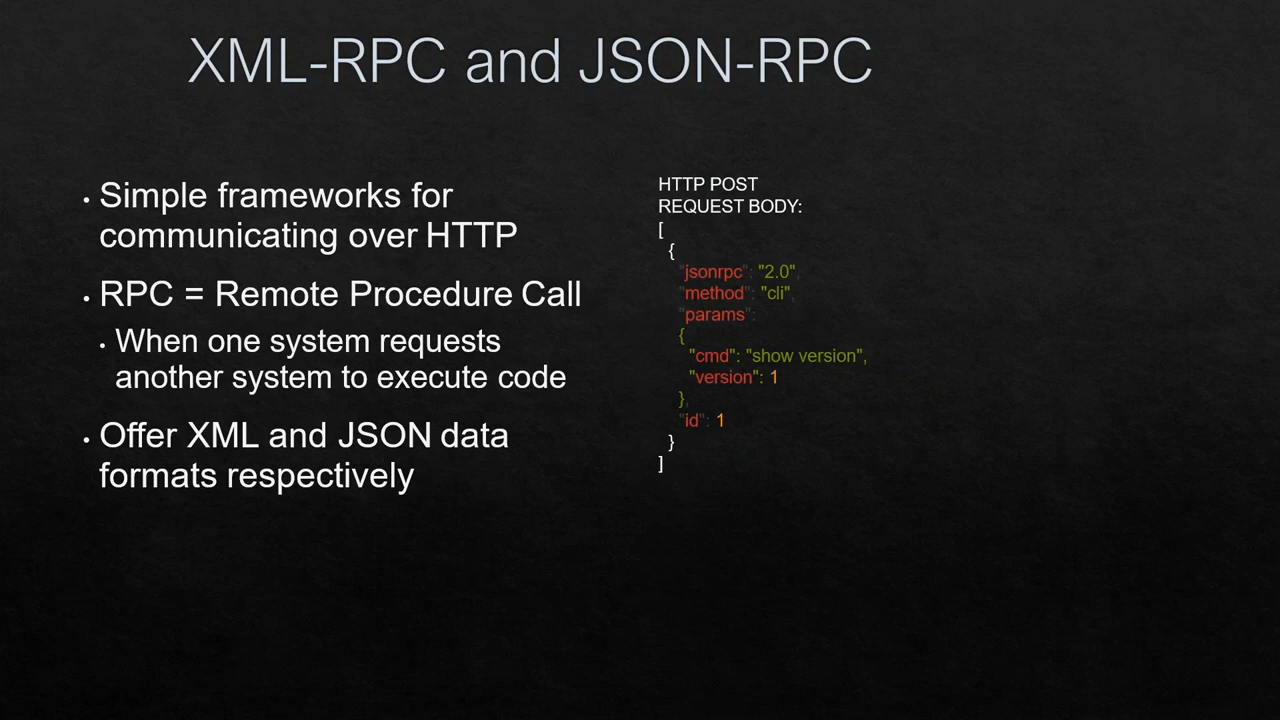 XML-RPC and JSON-RPC
• Simple frameworks for
communicating over HTTP
• RPC = Remote Procedure Call
• When one system requests
another system to execute code
• Offer XML and JSON data
formats respectively
HTTP POST
REQUEST BODY:
[
{
"jsonrpc": "2.0",
"method": "cli",
"params":
{
"cmd": "show version",
"version": 1
},
"id": 1
}
]